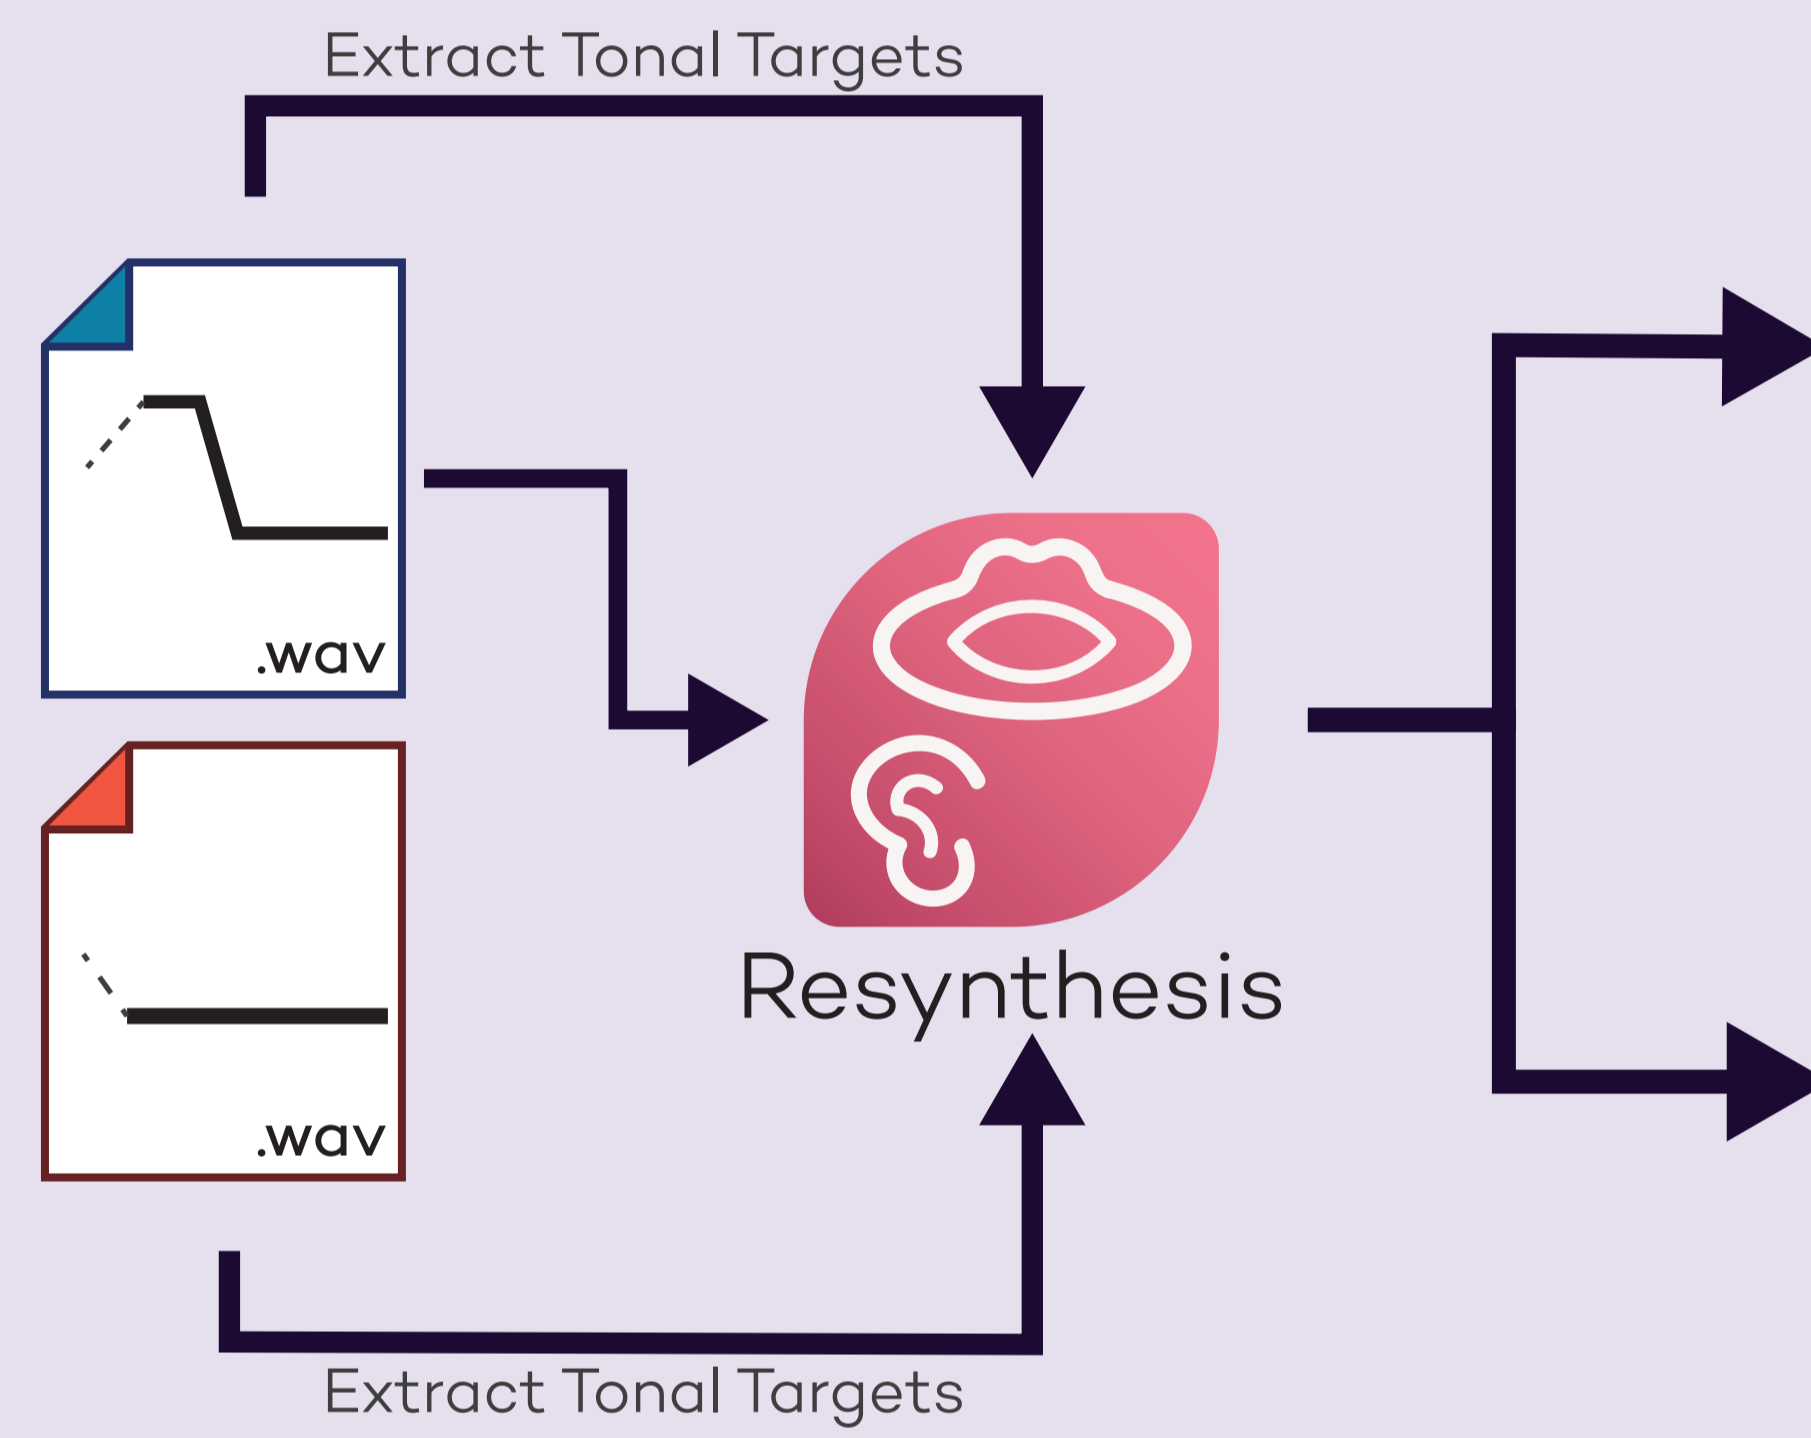 Extract Tonal Targets
.wav
.wav
Resynthesis
Extract Tonal Targets